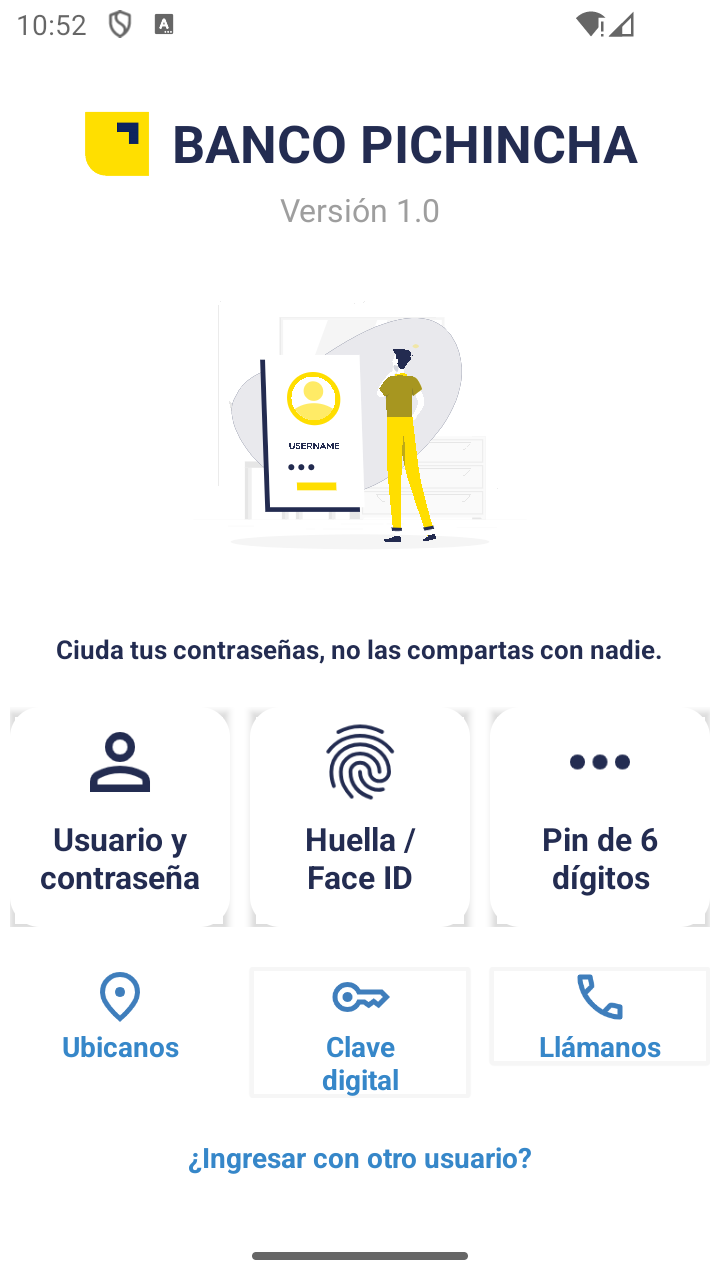 10:52
BANCO PICHINCHA
Versión 1.0
USERNAME
Ciuda tus contraseñas, no las compartas con nadie.
Usuario y
contraseña
Huella /
Face ID
Pin de 6
dígitos
Ubicanos
Clave
digital
Llámanos
¿Ingresar con otro usuario?